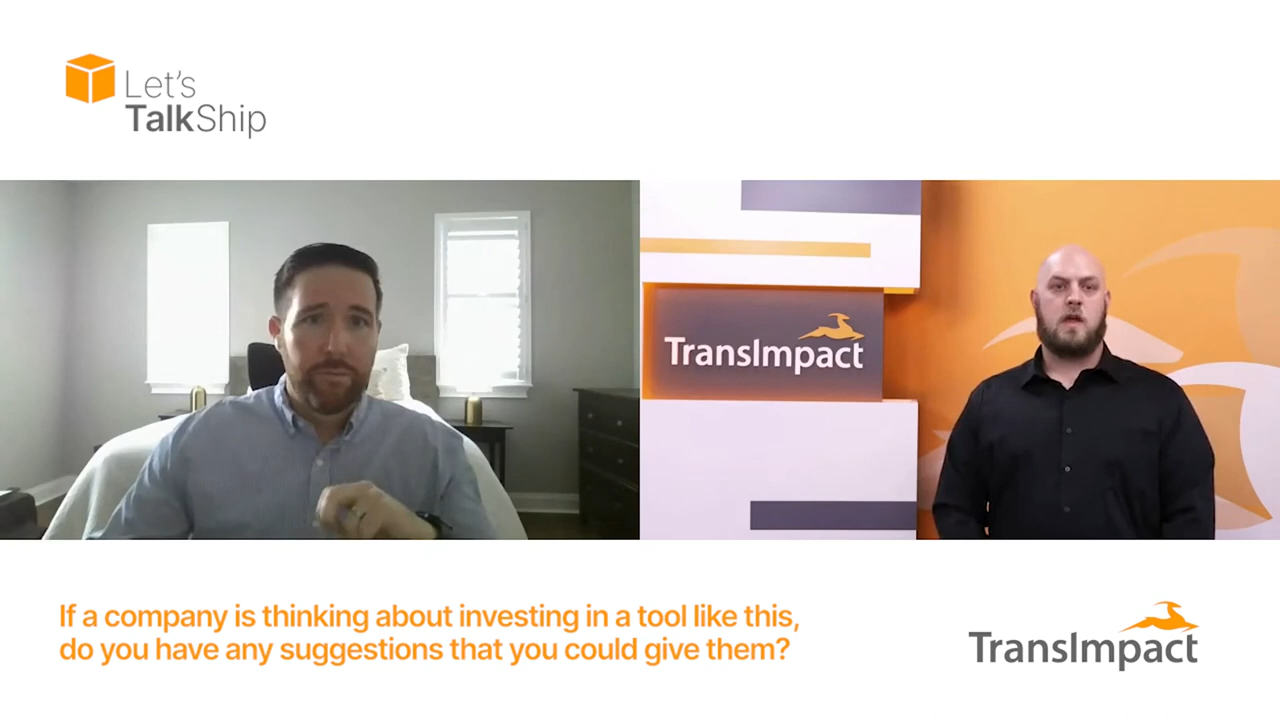 Let's
TalkShip
TransImpact
If a company is thinking about investing in a tool like this,
do you have any suggestions that you could give them?
TransImpact